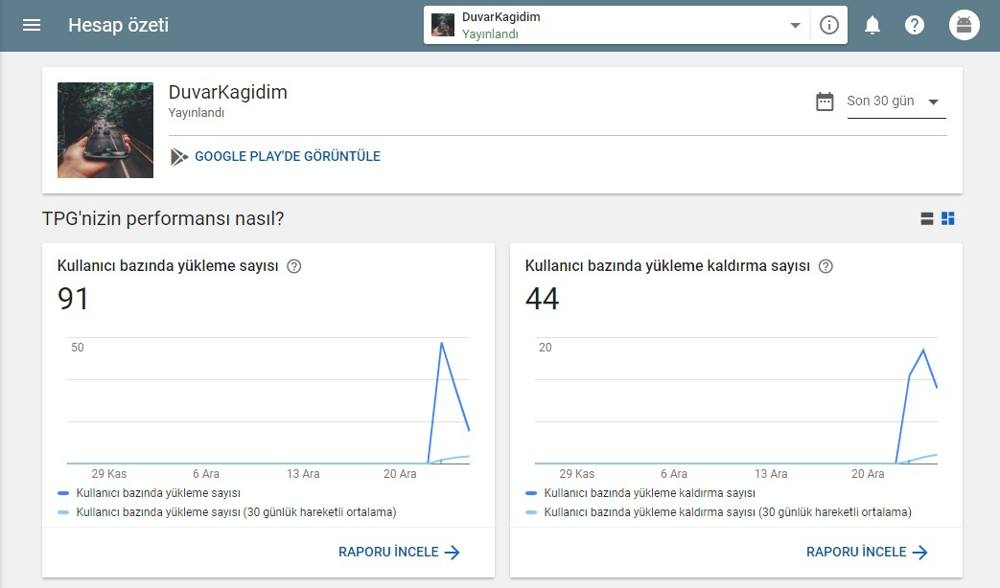 Hesap özeti
DuvarKagidim
Yayınlandı
DuvarKagidim
Yayınlandı
Son 30 gün
GOOGLE PLAY'DE GÖRÜNTÜLE
TPG'nizin performansı nasıl?
Kullanıcı bazında yükleme sayısı
91
50
29 Kas 6 Ara 13 Ara 20 Ara
Kullanıcı bazında yükleme sayısı
Kullanıcı bazında yükleme sayısı (30 günlük hareketli ortalama)
RAPORU İNCELE
Kullanıcı bazında yükleme kaldırma sayısı
44
20
29 Kas 6 Ara 13 Ara 20 Ara
Kullanıcı bazında yükleme kaldırma sayısı
Kullanıcı bazında yükleme kaldırma sayısı (30 günlük hareketli ortalama)
RAPORU İNCELE